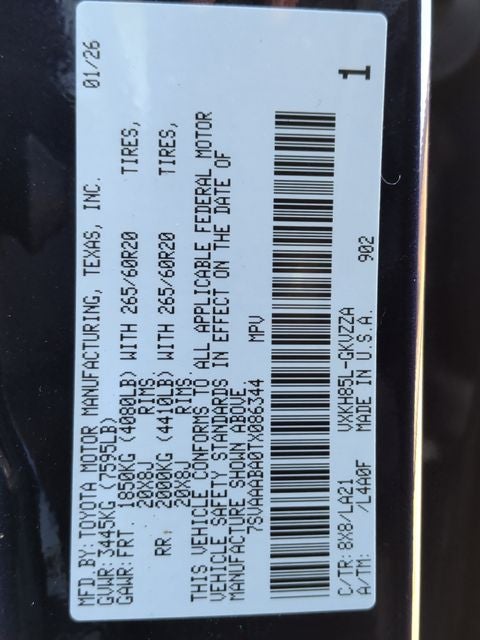 MFD.BY:TOYOTA MOTOR MANUFACTURING, TEXAS, INC. 01/26
GVWR: 3445KG (7595LB)
GAWR: FRT. 1850KG (4080LB) WITH 265/60R20 TIRES,
20X8J RIMS
RR. 2000KG (4410LB) WITH 265/60R20 TIRES,
20X8J RIMS
THIS VEHICLE CONFORMS TO ALL APPLICABLE FEDERAL MOTOR
VEHICLE SAFETY STANDARDS IN EFFECT ON THE DATE OF
MANUFACTURE SHOWN ABOVE.
7SVAAABA0TX086344 MPV
C/TR: 8X8/LA21 VXKH85L-GKVZZA
A/TM: /L4A0F MADE IN U.S.A. 902
1